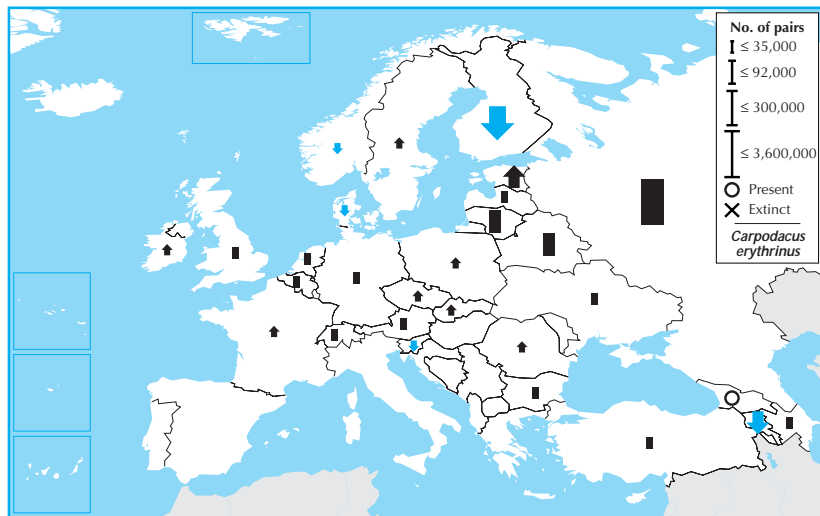 No. of pairs
≤ 35,000
≤ 92,000
≤ 300,000
≤ 3,600,000
Present
Extinct
Carpodacus
erythrinus